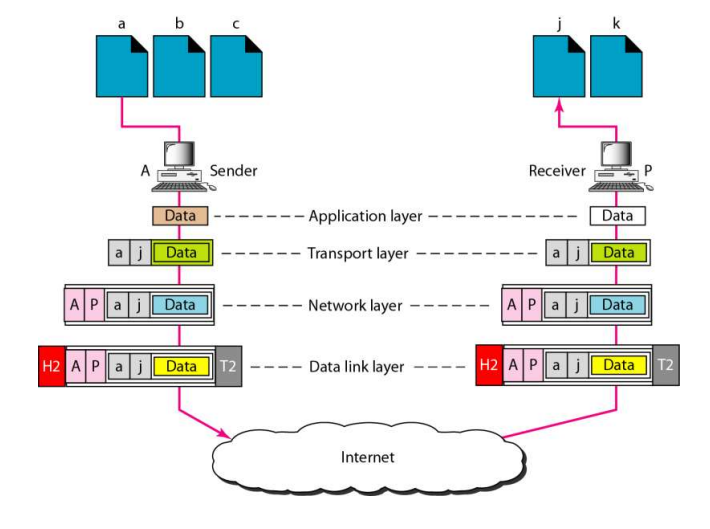 a b c j k
A Sender Receiver P
Data Application layer Data
a j Data Transport layer a j Data
A P a j Data Network layer A P a j Data
H2 A P a j Data T2 Data link layer H2 A P a j Data T2
Internet